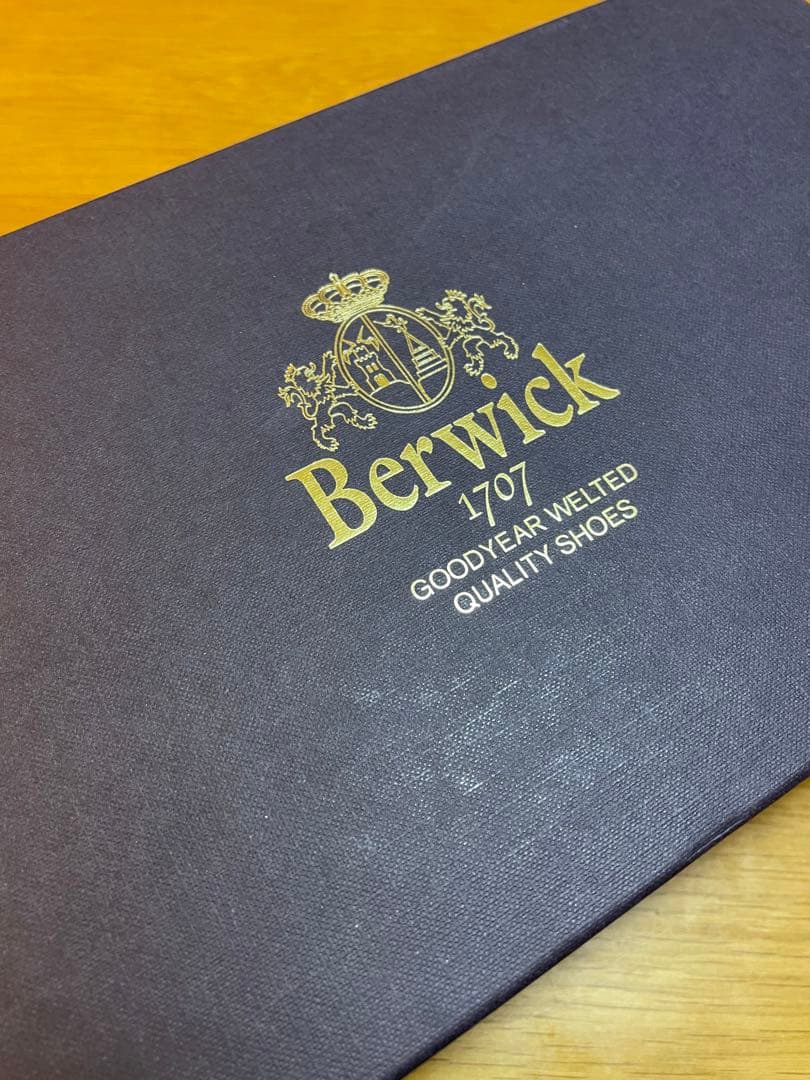 Berwick
1707
GOODYEAR WELTED
QUALITY SHOES